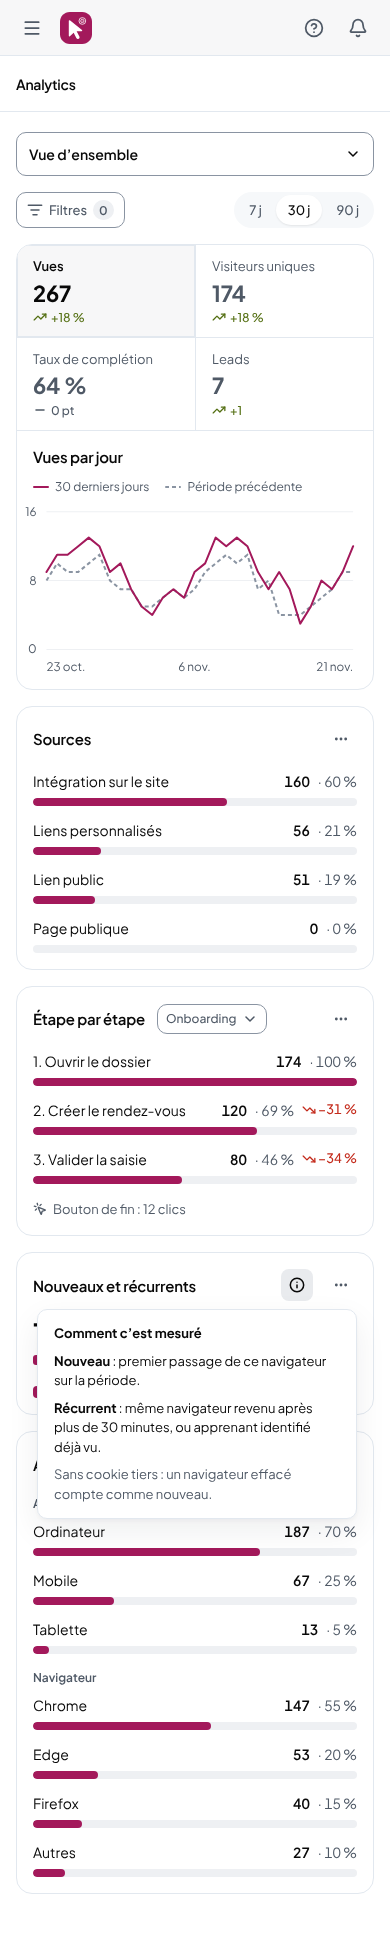 Analytics
Vue d’ensemble
Filtres 0
7 j 30 j 90 j
Vues
267
+18 %
Visiteurs uniques
174
+18 %
Taux de complétion
64 %
0 pt
Leads
7
+1
Vues par jour
30 derniers jours
Période précédente
16
8
0
23 oct. 6 nov. 21 nov.
Sources
Intégration sur le site 160 · 60 %
Liens personnalisés 56 · 21 %
Lien public 51 · 19 %
Page publique 0 · 0 %
Étape par étape Onboarding
1. Ouvrir le dossier 174 · 100 %
2. Créer le rendez-vous 120 · 69 % −31 %
3. Valider la saisie 80 · 46 % −34 %
Bouton de fin : 12 clics
Nouveaux et récurrents
Comment c’est mesuré
Nouveau : premier passage de ce navigateur
sur la période.
Récurrent : même navigateur revenu après
plus de 30 minutes, ou apprenant identifié
déjà vu.
Sans cookie tiers : un navigateur effacé
compte comme nouveau.
Ordinateur 187 · 70 %
Mobile 67 · 25 %
Tablette 13 · 5 %
Navigateur
Chrome 147 · 55 %
Edge 53 · 20 %
Firefox 40 · 15 %
Autres 27 · 10 %